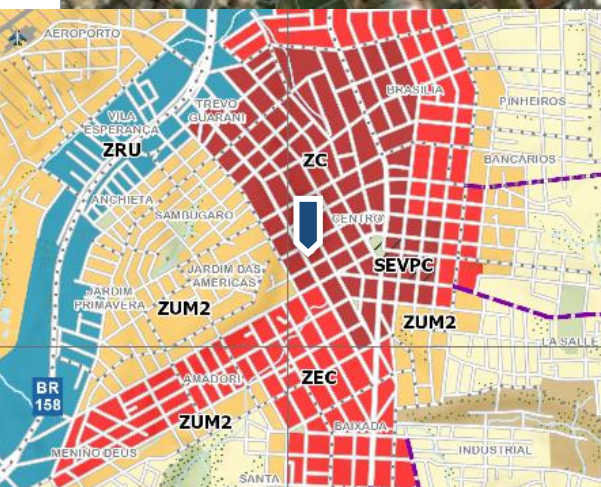 AEROPORTO
BRASILIA
PINHEIROS
TREVO
GUARANI
VILA
ESPERANÇA
ZRU
ZC
BANCÁRIOS
ANCHIETA
SAMBUGARO
CENTRO
SEVPC
JARDIM DAS
AMÉRICAS
JARDIM
PRIMAVERA
ZUM2
ZUM2
LA SALLE
BR
158
AMADORI
ZEC
ZUM2
BAIXADA
MENINO DEUS
INDUSTRIAL
SANTA